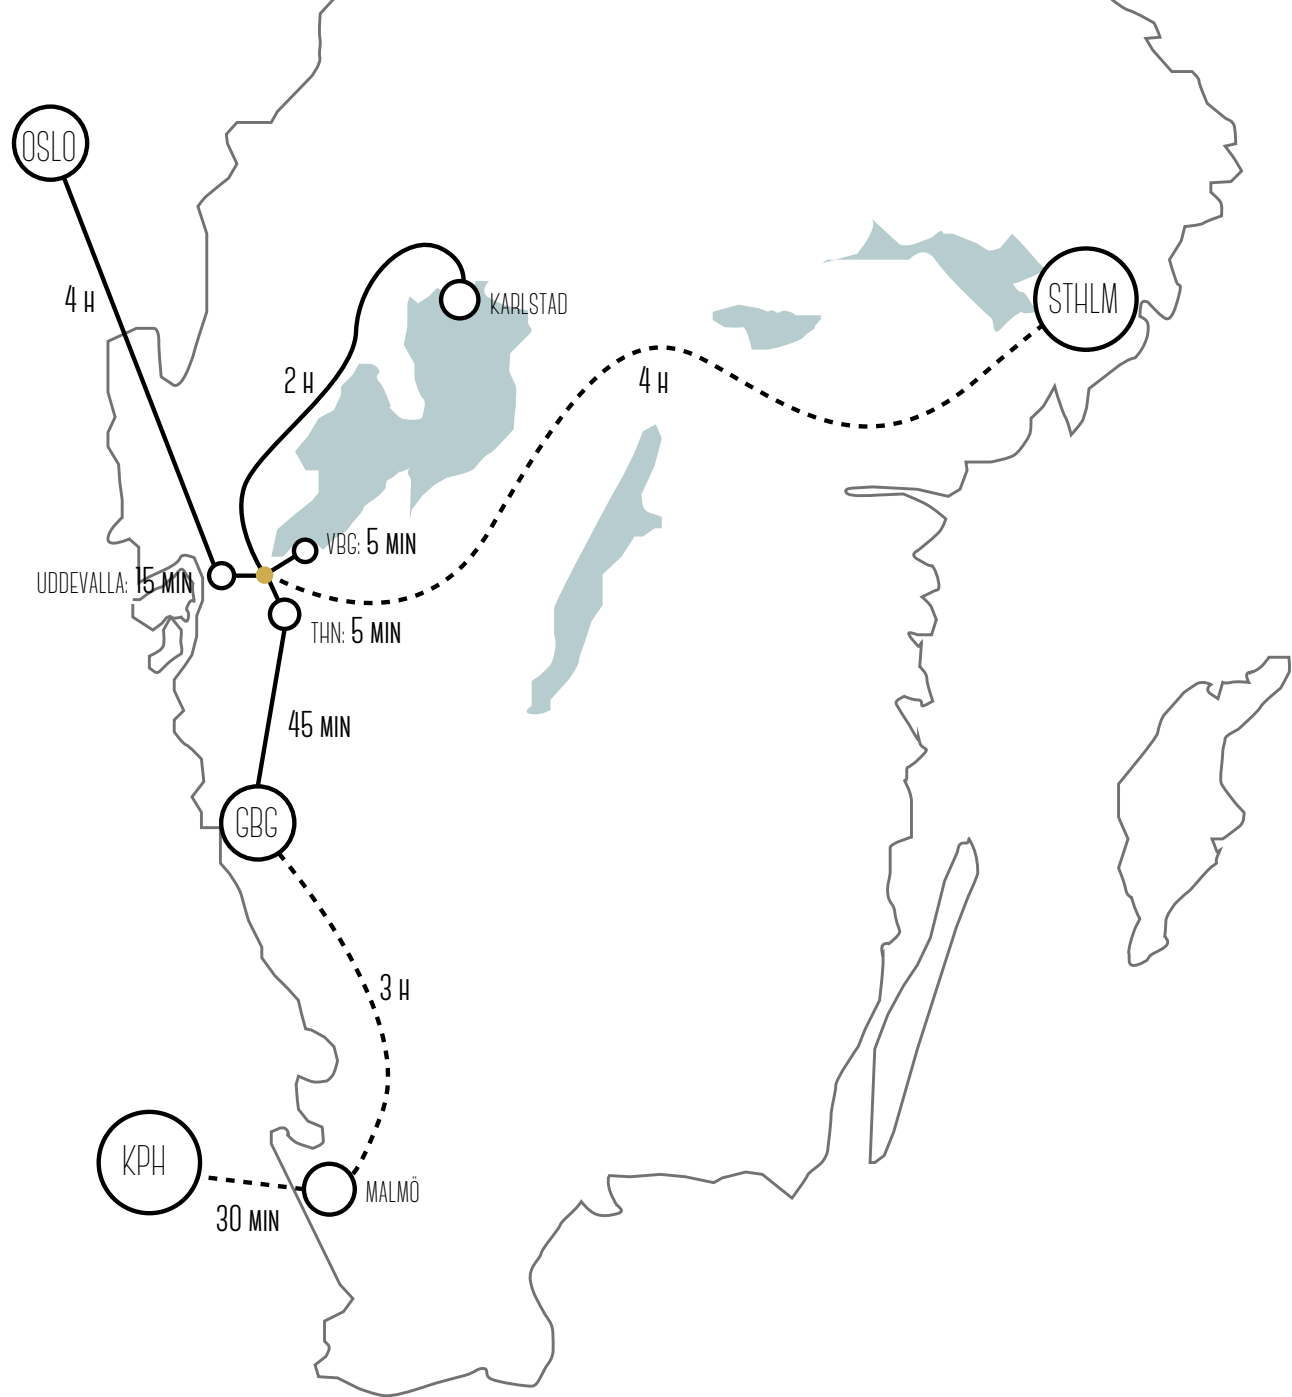 OSLO
4 H
KARLSTAD
STHLM
2 H
4 H
VBG: 5 MIN
UDDEVALLA: 15 MIN
THN: 5 MIN
45 MIN
GBG
3 H
KPH
MALMÖ
30 MIN